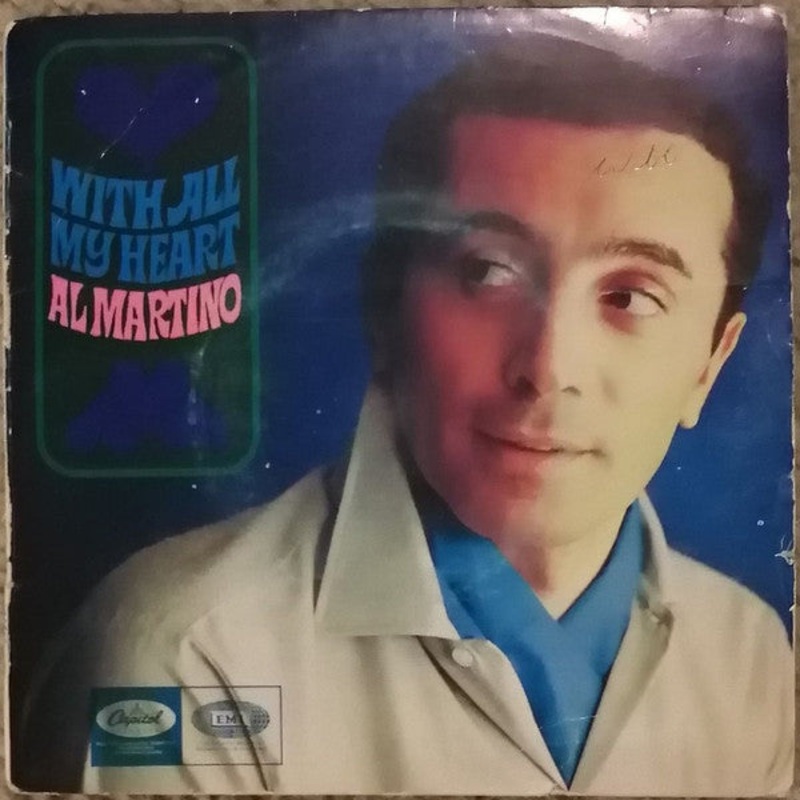 WITH ALL
MY HEART
AL MARTINO
Capitol
EMI